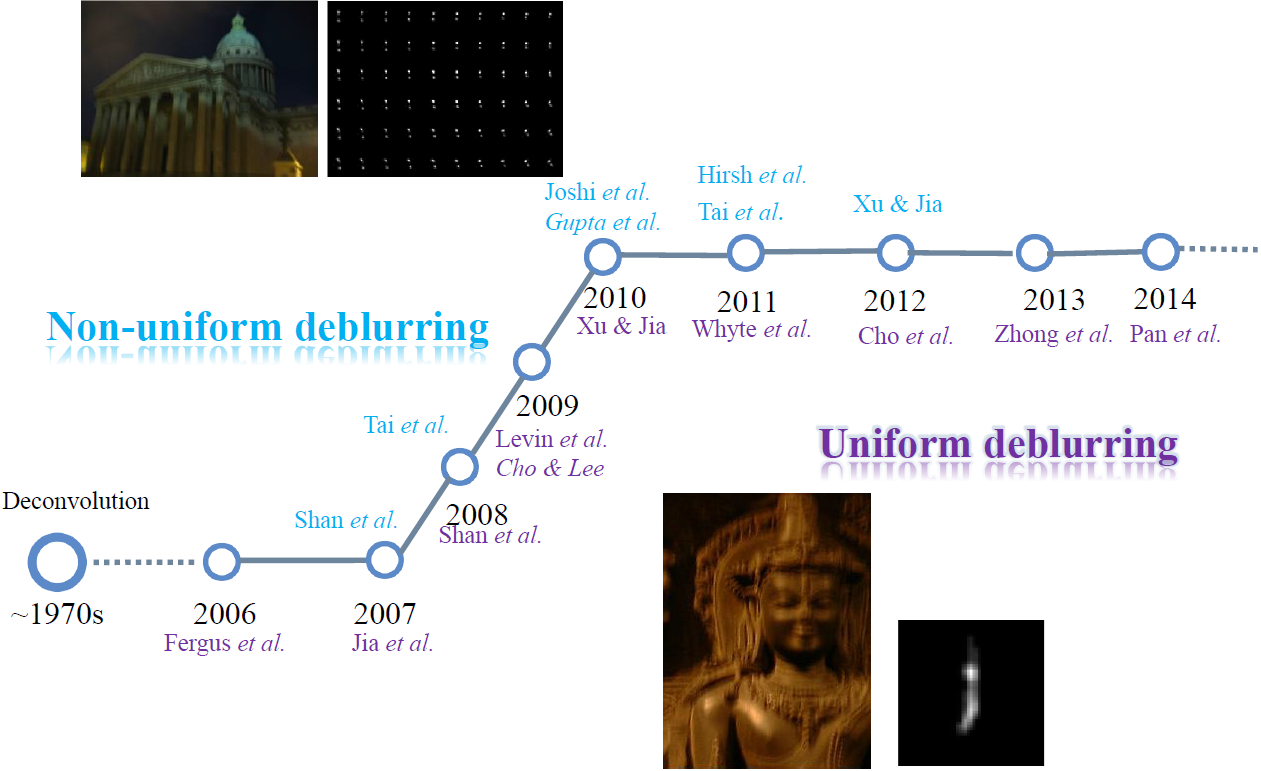 Joshi et al.
Gupta et al.
Hirsh et al.
Tai et al.
Xu & Jia
2010
Xu & Jia
2011
Whyte et al.
2012
Cho et al.
2013
Zhong et al.
2014
Pan et al.
Non-uniform deblurring
2009
Levin et al.
Cho & Lee
Tai et al.
Uniform deblurring
Deconvolution
Shan et al.
2008
Shan et al.
~1970s
2006
Fergus et al.
2007
Jia et al.